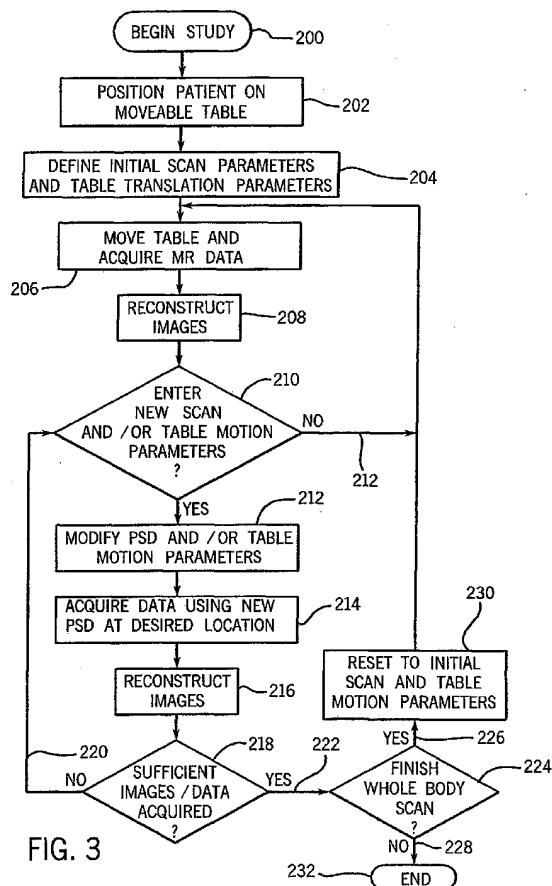 BEGIN STUDY
200
POSITION PATIENT ON
MOVEABLE TABLE
202
DEFINE INITIAL SCAN PARAMETERS
AND TABLE TRANSLATION PARAMETERS
204
MOVE TABLE AND
ACQUIRE MR DATA
206
RECONSTRUCT
IMAGES
208
210
ENTER
NEW SCAN
AND /OR TABLE MOTION
PARAMETERS
?
NO
212
YES
212
MODIFY PSD AND /OR TABLE
MOTION PARAMETERS
ACQUIRE DATA USING NEW
PSD AT DESIRED LOCATION
214
230
RECONSTRUCT
IMAGES
216
RESET TO INITIAL
SCAN AND TABLE
MOTION PARAMETERS
220
218
222
YES
226
NO
SUFFICIENT
IMAGES /DATA
ACQUIRED
?
YES
FINISH
WHOLE BODY
SCAN
?
224
NO
228
FIG. 3
232
END